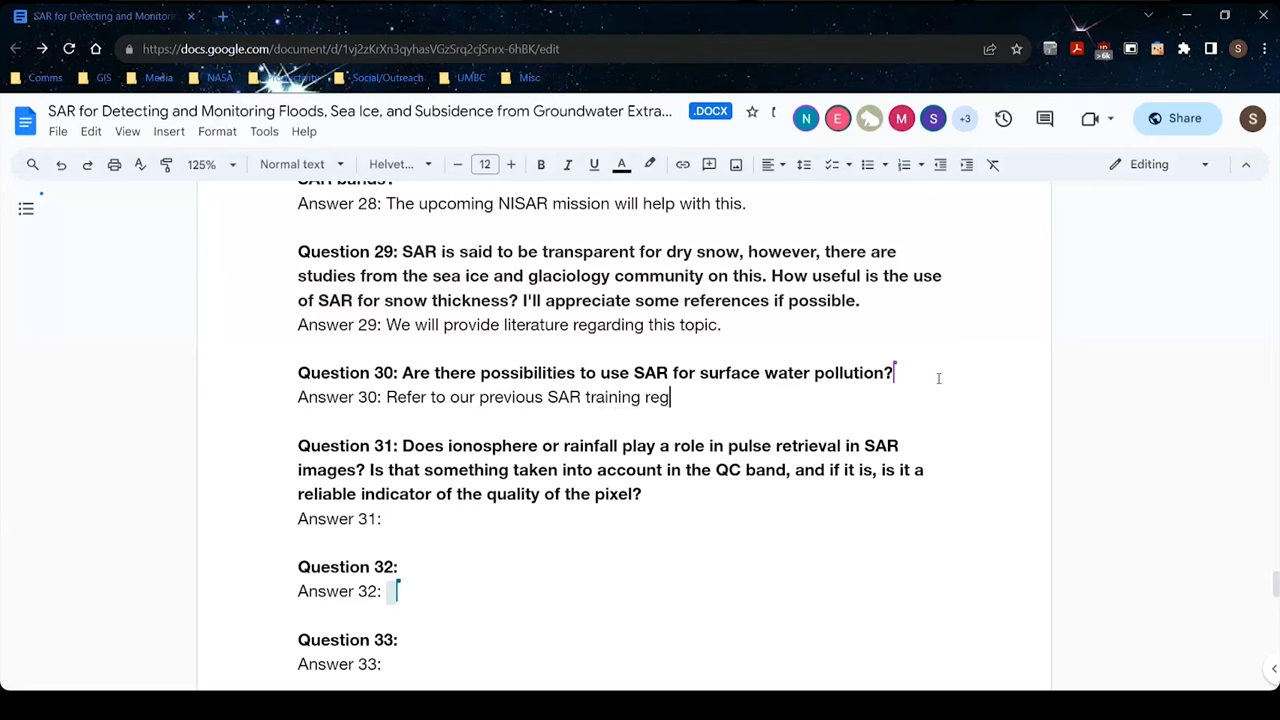 SAR for Detecting and Monitorin
https://docs.google.com/document/d/1vj2zKrXn3qyhasVGzSrq2cjSnrx-6hBK/edit
>6k
S
Comms GIS Media NASA Productivity Social/Outreach UMBC Misc
SAR for Detecting and Monitoring Floods, Sea Ice, and Subsidence from Groundwater Extra... .DOCX
N E M S +3 Share S
File Edit View Insert Format Tools Help
125% Normal text Helvet... 12 B I U A Editing
SAR bands?
Answer 28: The upcoming NISAR mission will help with this.
Question 29: SAR is said to be transparent for dry snow, however, there are
studies from the sea ice and glaciology community on this. How useful is the use
of SAR for snow thickness? I'll appreciate some references if possible.
Answer 29: We will provide literature regarding this topic.
Question 30: Are there possibilities to use SAR for surface water pollution?
Answer 30: Refer to our previous SAR training reg
Question 31: Does ionosphere or rainfall play a role in pulse retrieval in SAR
images? Is that something taken into account in the QC band, and if it is, is it a
reliable indicator of the quality of the pixel?
Answer 31:
Question 32:
Answer 32:
Question 33:
Answer 33: